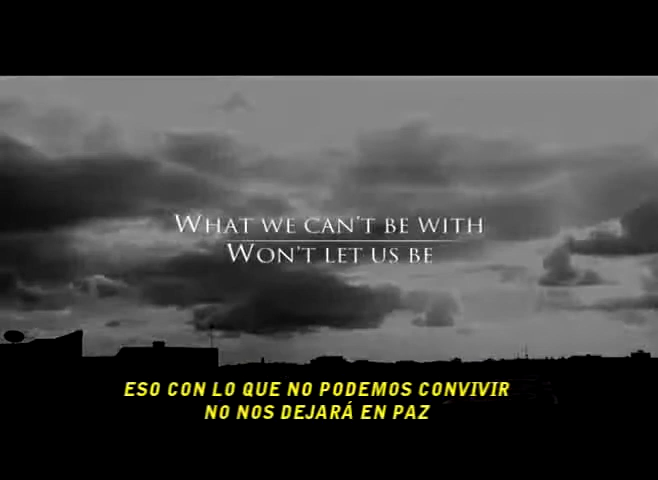 WHAT WE CAN'T BE WITH
WON'T LET US BE
ESO CON LO QUE NO PODEMOS CONVIVIR
NO NOS DEJARÁ EN PAZ